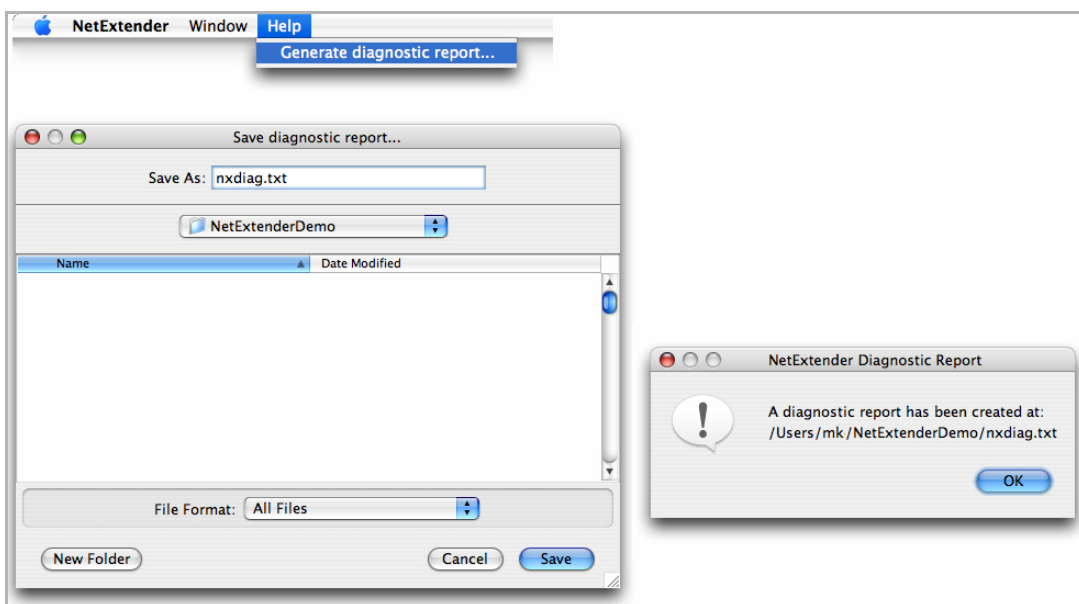 NetExtender Window Help
Generate diagnostic report...
Save diagnostic report...
Save As: nxdiag.txt
NetExtenderDemo
Name Date Modified
File Format: All Files
New Folder Cancel Save
NetExtender Diagnostic Report
A diagnostic report has been created at:
/Users/mk/NetExtenderDemo/nxdiag.txt
OK